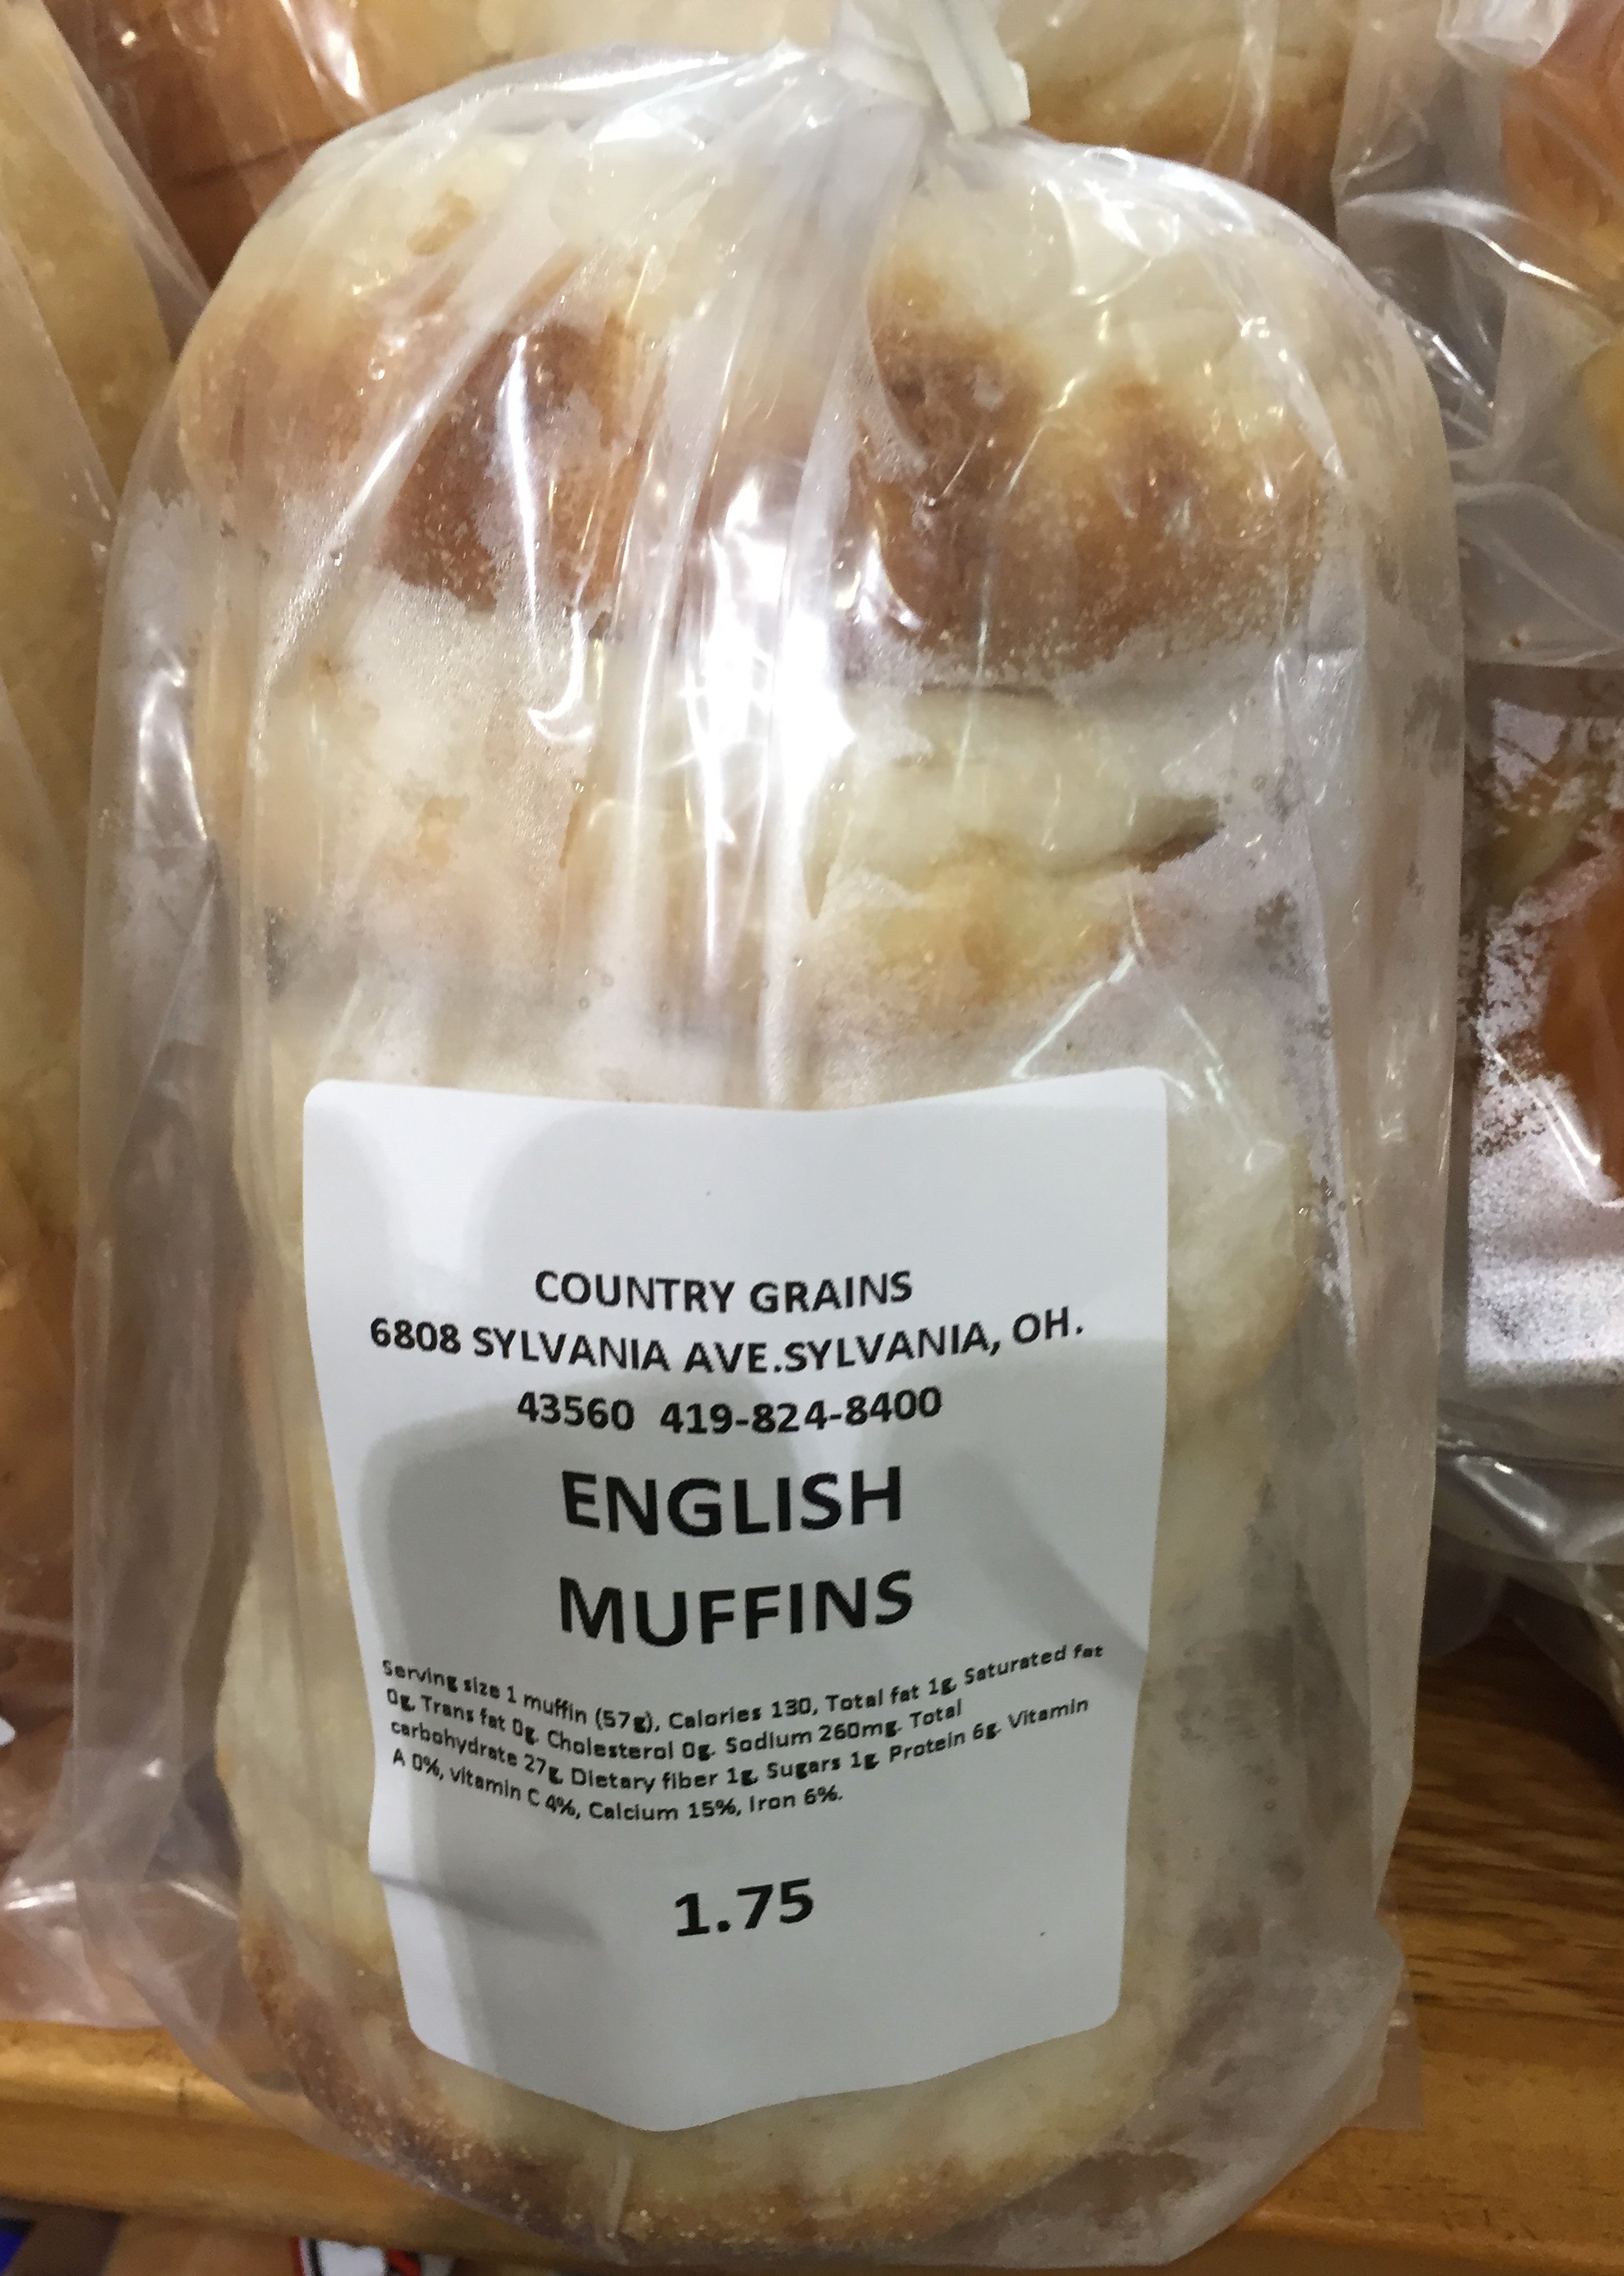 COUNTRY GRAINS
6808 SYLVANIA AVE.SYLVANIA, OH.
43560 419-824-8400
ENGLISH
MUFFINS
Serving size 1 muffin (57g), Calories 130, Total fat 1g, Saturated fat
0g, Trans fat 0g. Cholesterol 0g. Sodium 260mg. Total
carbohydrate 27g, Dietary fiber 1g, Sugars 1g. Protein 6g. Vitamin
A 0%, vitamin C 4%, Calcium 15%, Iron 6%.
1.75